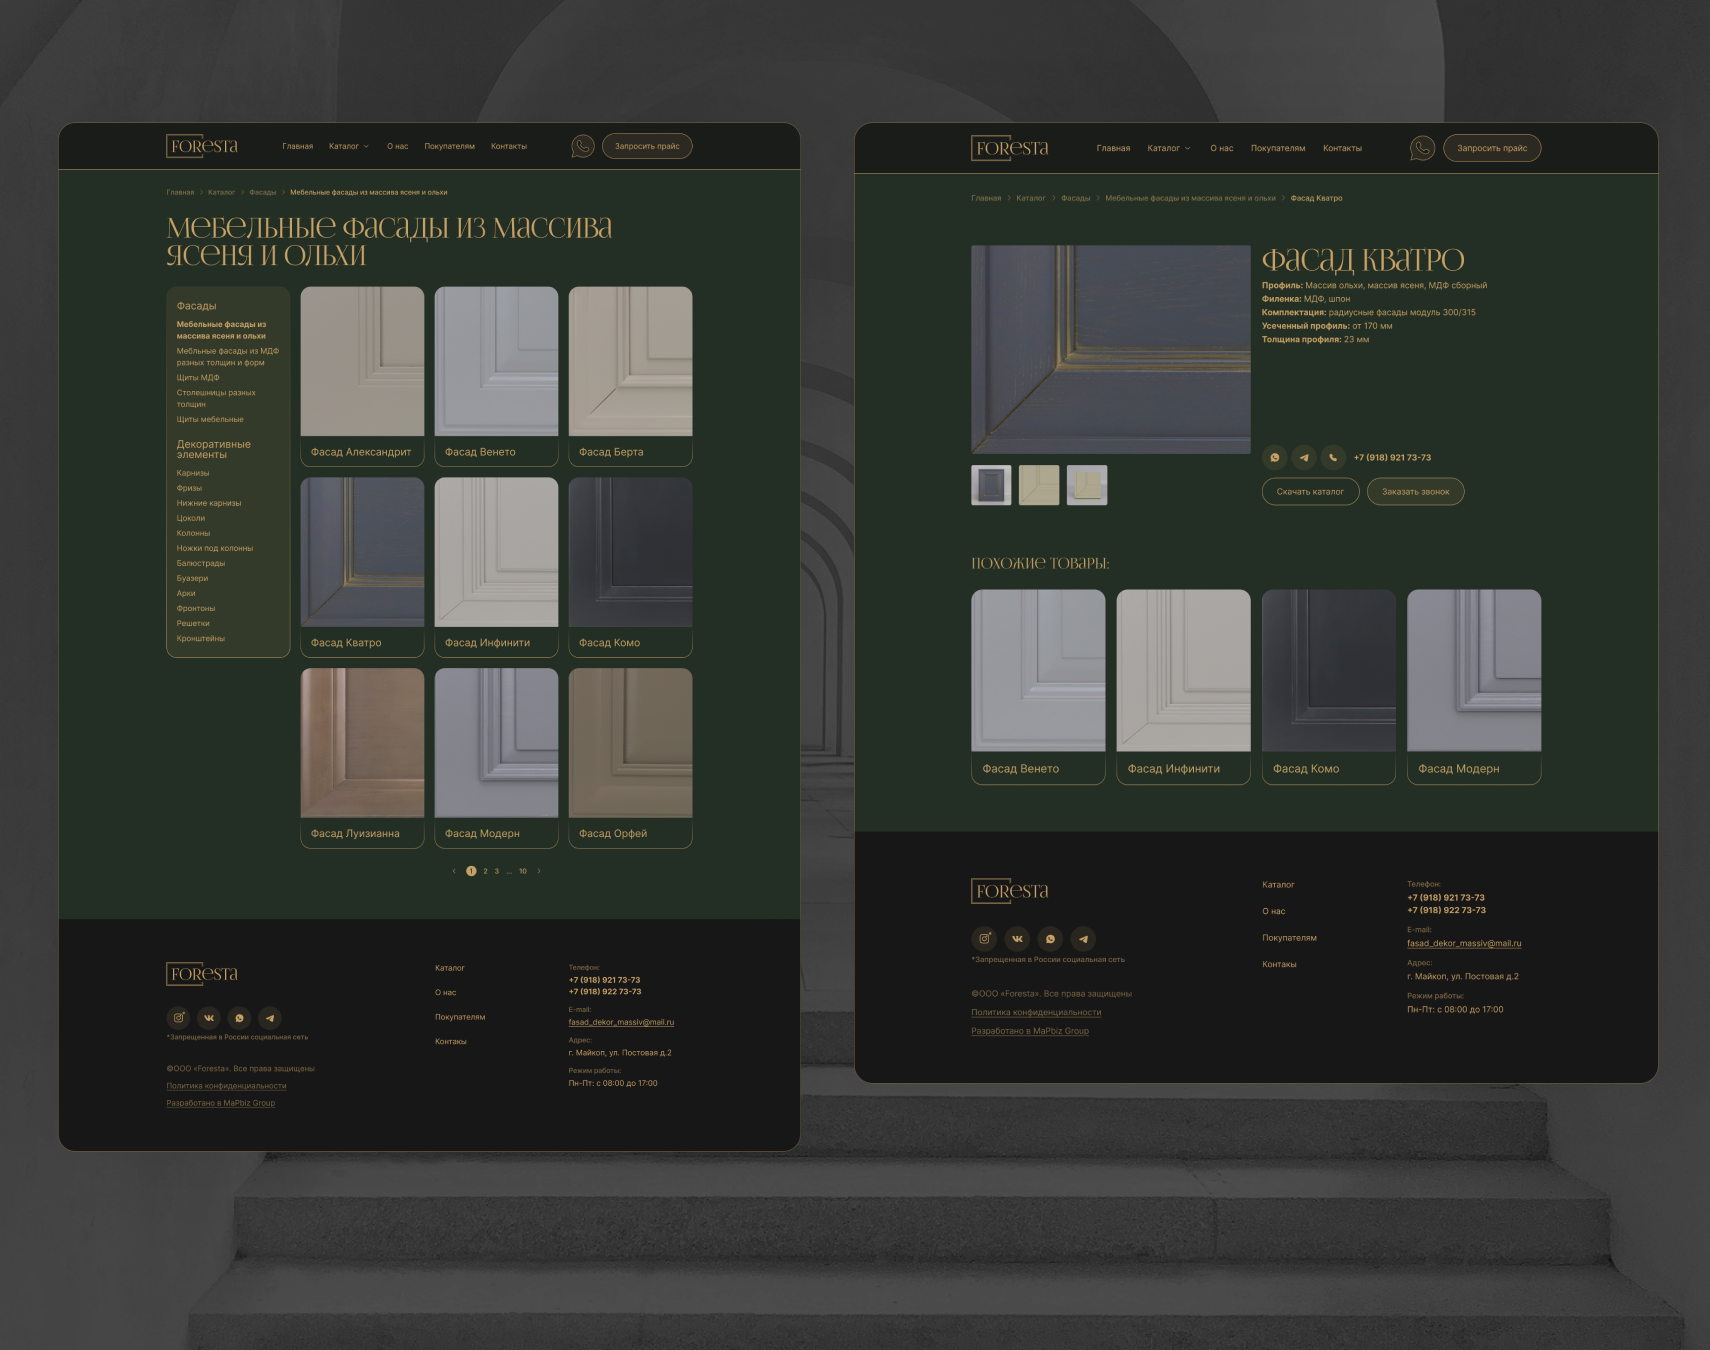 FORESTA
Главная
Каталог
О нас
Покупателям
Контакты
Запросить прайс
Главная > Каталог > Фасады > Мебельные фасады из массива ясеня и ольхи
Мебельные фасады из массива
ясеня и ольхи
Фасады
Мебельные фасады из
массива ясеня и ольхи
Мебльные фасады из МДФ
разных толщин и форм
Щиты МДФ
Столешницы разных
толщин
Щиты мебельные
Декоративные
элементы
Карнизы
Фризы
Нижние карнизы
Цоколи
Колонны
Ножки под колонны
Балюстрады
Буазери
Арки
Фронтоны
Решетки
Кронштейны
Фасад Александрит
Фасад Венето
Фасад Берта
Фасад Кватро
Фасад Инфинити
Фасад Комо
Фасад Луизианна
Фасад Модерн
Фасад Орфей
< 1 2 3 ... 10 >
FORESTA
*Запрещенная в России социальная сеть
©ООО «Foresta». Все права защищены
Политика конфиденциальности
Разработано в MaPbiz Group
Каталог
О нас
Покупателям
Контакы
Телефон:
+7 (918) 921 73-73
+7 (918) 922 73-73
E-mail:
fasad_dekor_massiv@mail.ru
Адрес:
г. Майкоп, ул. Постовая д.2
Режим работы:
Пн-Пт: с 08:00 до 17:00
FORESTA
Главная
Каталог
О нас
Покупателям
Контакты
Запросить прайс
Главная > Каталог > Фасады > Мебельные фасады из массива ясеня и ольхи > Фасад Кватро
Фасад Кватро
Профиль: Массив ольхи, массив ясеня, МДФ сборный
Филенка: МДФ, шпон
Комплектация: радиусные фасады модуль 300/315
Усеченный профиль: от 170 мм
Толщина профиля: 23 мм
+7 (918) 921 73-73
Скачать каталог
Заказать звонок
Похожие товары:
Фасад Венето
Фасад Инфинити
Фасад Комо
Фасад Модерн
FORESTA
*Запрещенная в России социальная сеть
©ООО «Foresta». Все права защищены
Политика конфиденциальности
Разработано в MaPbiz Group
Каталог
О нас
Покупателям
Контакы
Телефон:
+7 (918) 921 73-73
+7 (918) 922 73-73
E-mail:
fasad_dekor_massiv@mail.ru
Адрес:
г. Майкоп, ул. Постовая д.2
Режим работы:
Пн-Пт: с 08:00 до 17:00